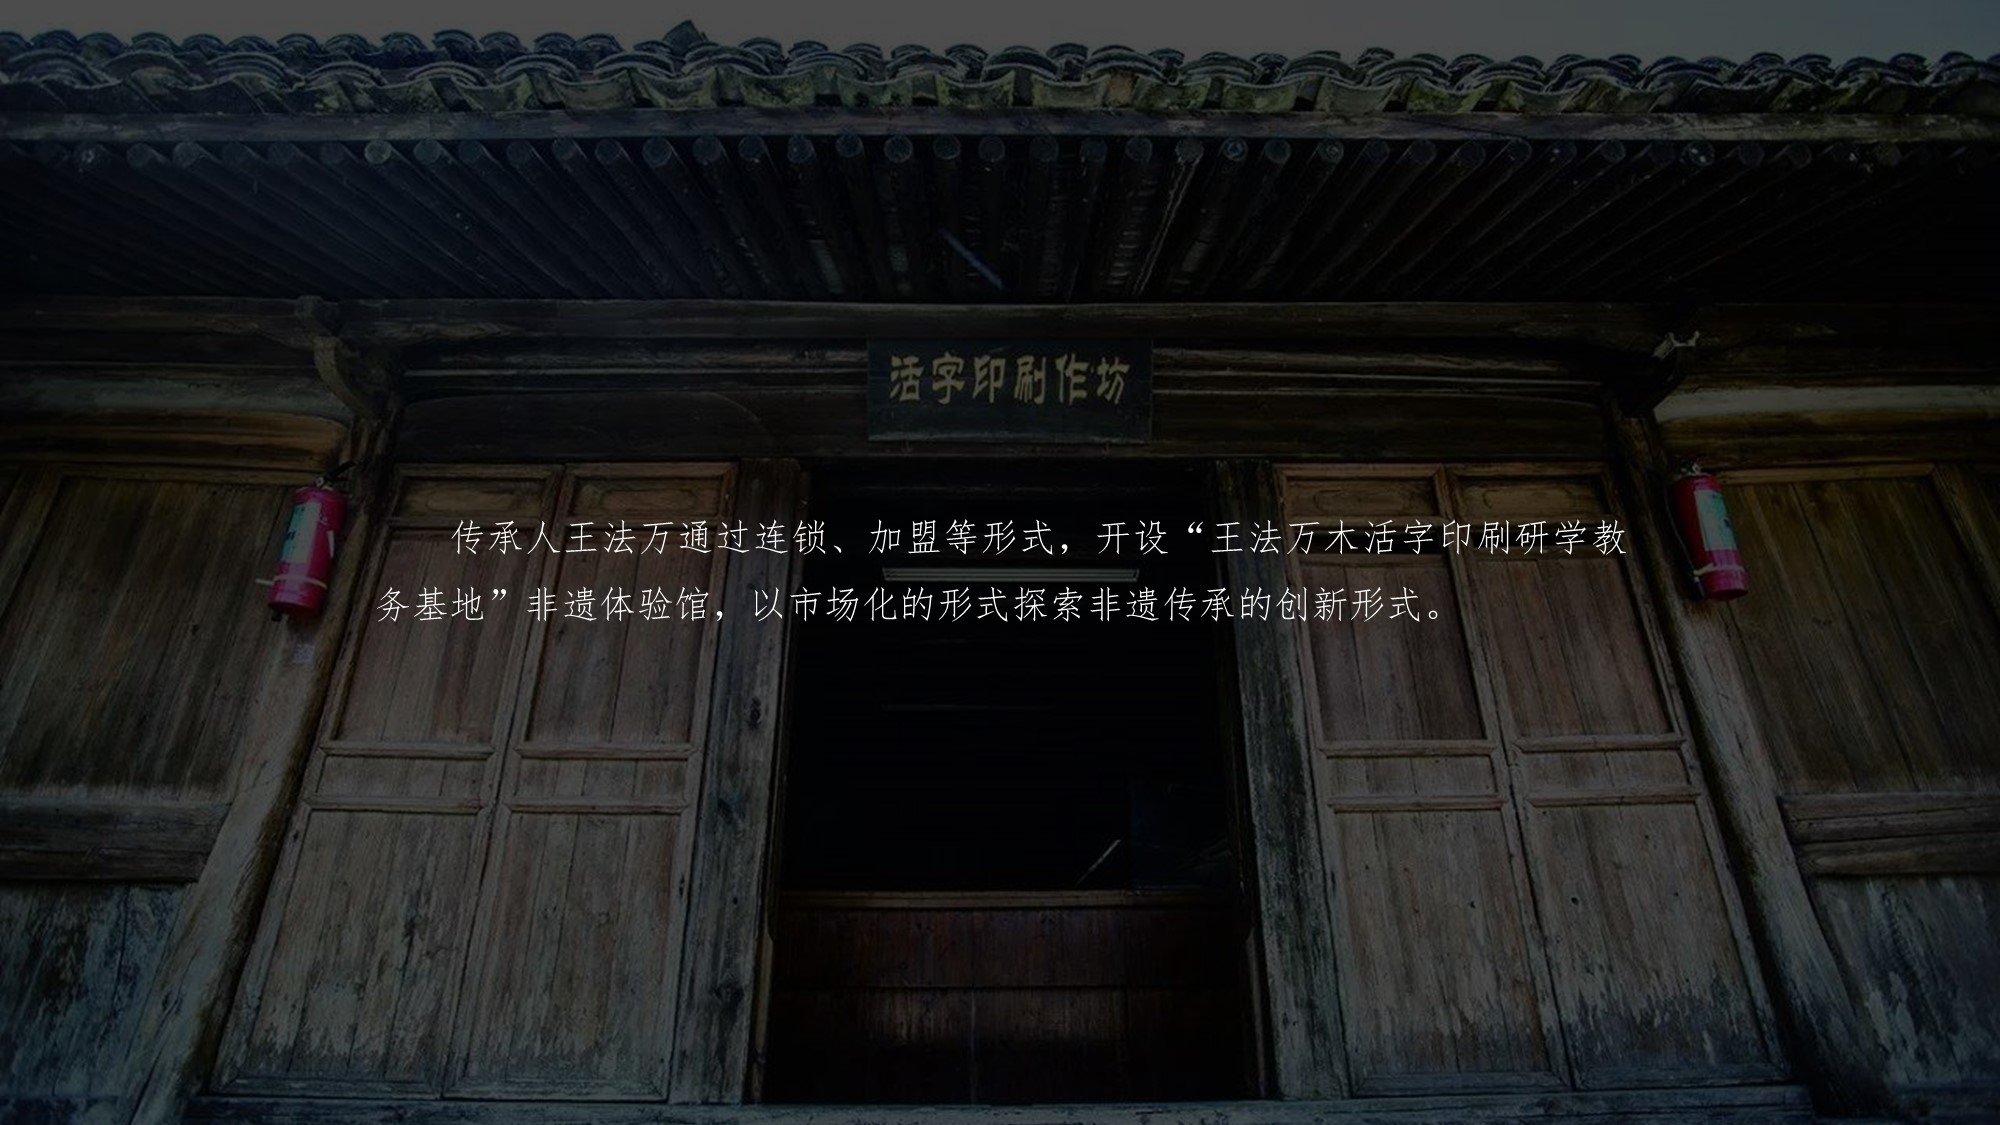 活字印刷作坊
传承人王法万通过连锁、加盟等形式，开设“王法万木活字印刷研学教
务基地”非遗体验馆，以市场化的形式探索非遗传承的创新形式。